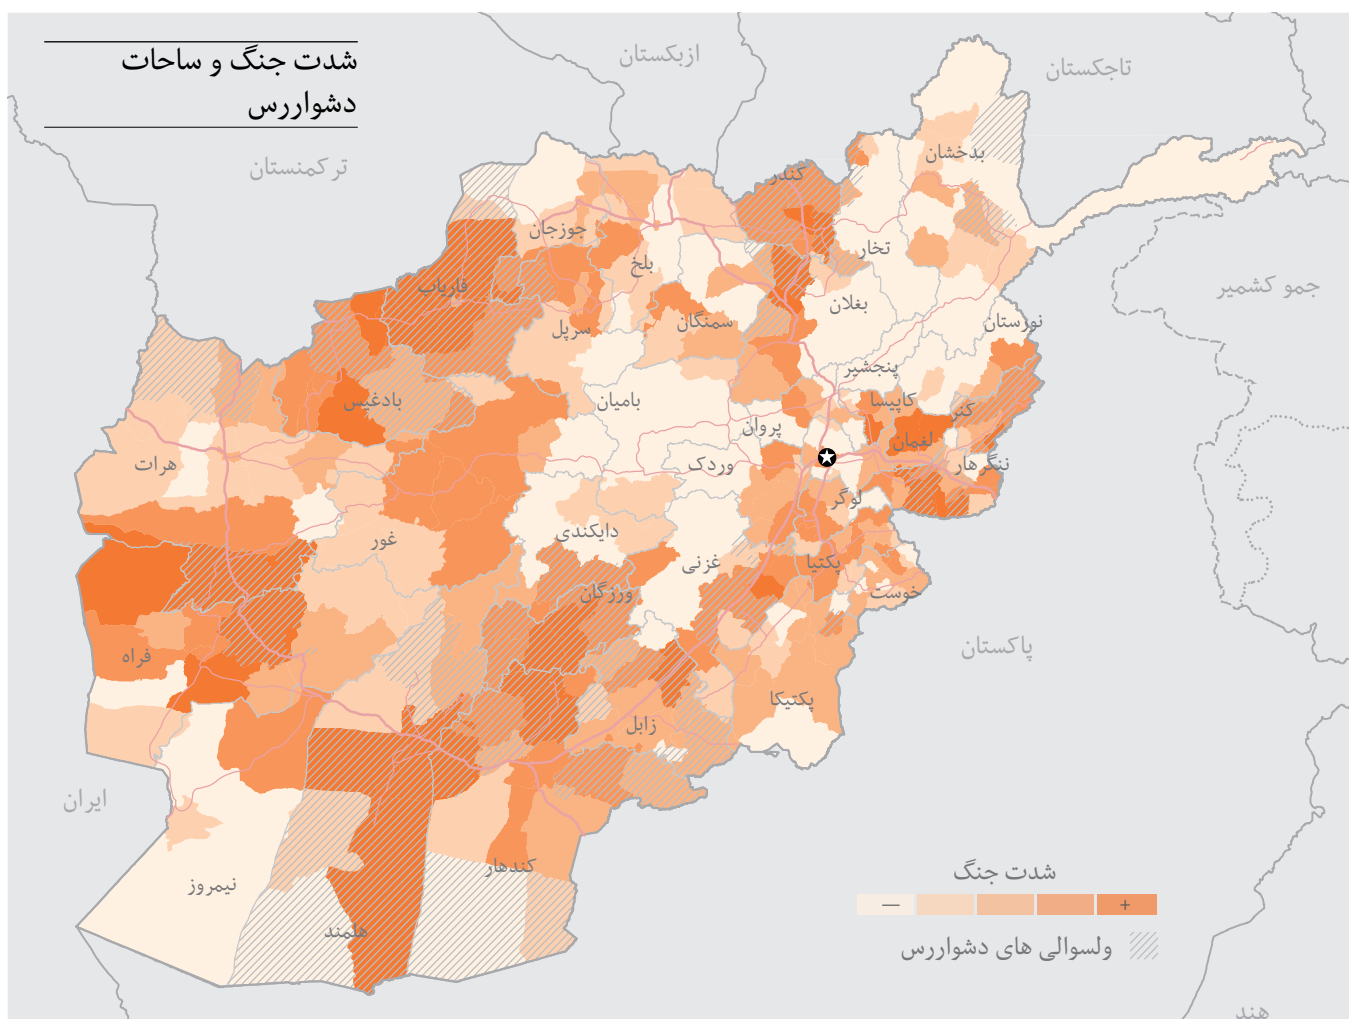 شدت جنگ و ساحات
دشواررس
ازبکستان
تاجکستان
ترکمنستان
بدخشان
کندز
جوزجان
تخار
بلخ
جمو کشمیر
فاریاب
بغلان
سمنگان
نورستان
سرپل
پنجشیر
بادغیس
بامیان
کاپیسا
کنر
پروان
لغمان
هرات
وردک
ننگرهار
لوگر
دایکندی
غور
غزنی
پکتیا
ورزگان
خوست
فراه
پاکستان
پکتیکا
زابل
ایران
کندهار
نیمروز
هلمند
شدت جنگ
— +
ولسوالی های دشواررس
هند